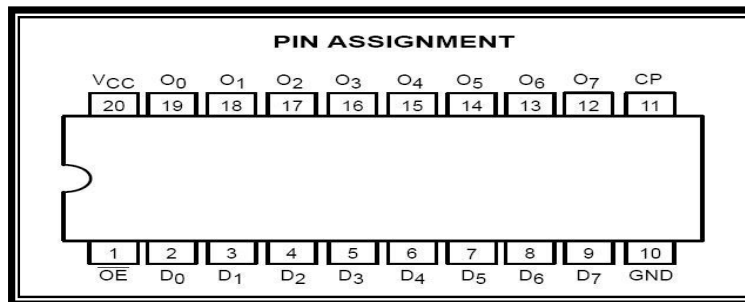 PIN ASSIGNMENT
VCC O0 O1 O2 O3 O4 O5 O6 O7 CP
20 19 18 17 16 15 14 13 12 11
1 2 3 4 5 6 7 8 9 10
O̅E̅ D0 D1 D2 D3 D4 D5 D6 D7 GND